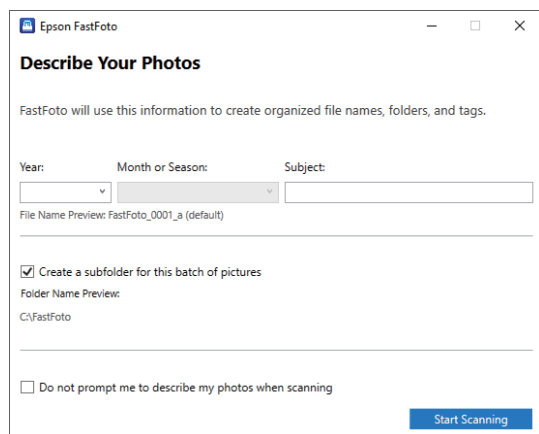 Epson FastFoto
Describe Your Photos
FastFoto will use this information to create organized file names, folders, and tags.
Year: Month or Season: Subject:
File Name Preview: FastFoto_0001_a (default)
Create a subfolder for this batch of pictures
Folder Name Preview:
C:\FastFoto
Do not prompt me to describe my photos when scanning
Start Scanning